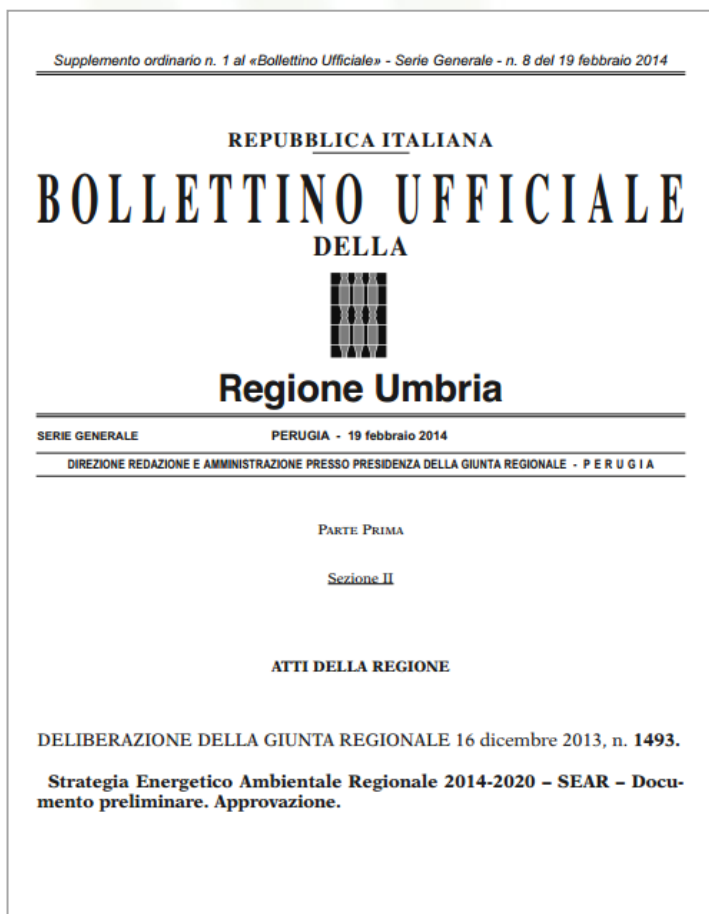 Supplemento ordinario n. 1 al «Bollettino Ufficiale» - Serie Generale - n. 8 del 19 febbraio 2014
REPUBBLICA ITALIANA
BOLLETTINO UFFICIALE
DELLA
Regione Umbria
SERIE GENERALE PERUGIA - 19 febbraio 2014
DIREZIONE REDAZIONE E AMMINISTRAZIONE PRESSO PRESIDENZA DELLA GIUNTA REGIONALE - P E R U G I A
PARTE PRIMA
Sezione II
ATTI DELLA REGIONE
DELIBERAZIONE DELLA GIUNTA REGIONALE 16 dicembre 2013, n. 1493.
Strategia Energetico Ambientale Regionale 2014-2020 – SEAR – Docu-
mento preliminare. Approvazione.